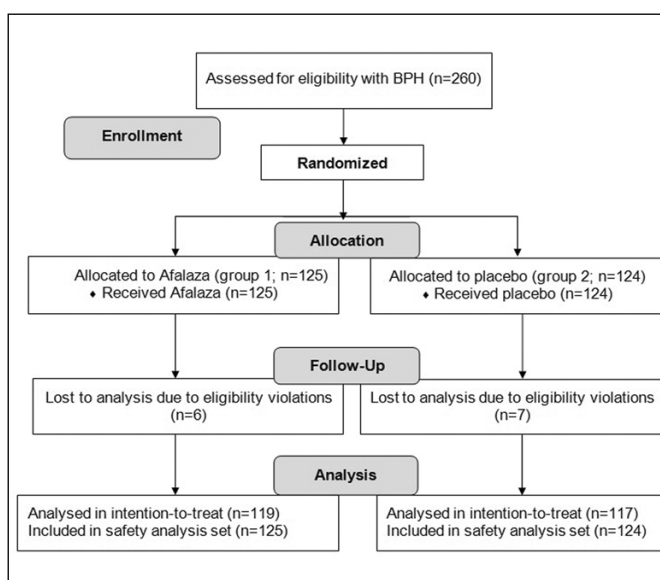 Assessed for eligibility with BPH (n=260)
Enrollment
Randomized
Allocation
Allocated to Afalaza (group 1; n=125)
♦ Received Afalaza (n=125)
Allocated to placebo (group 2; n=124)
♦ Received placebo (n=124)
Follow-Up
Lost to analysis due to eligibility violations
(n=6)
Lost to analysis due to eligibility violations
(n=7)
Analysis
Analysed in intention-to-treat (n=119)
Included in safety analysis set (n=125)
Analysed in intention-to-treat (n=117)
Included in safety analysis set (n=124)